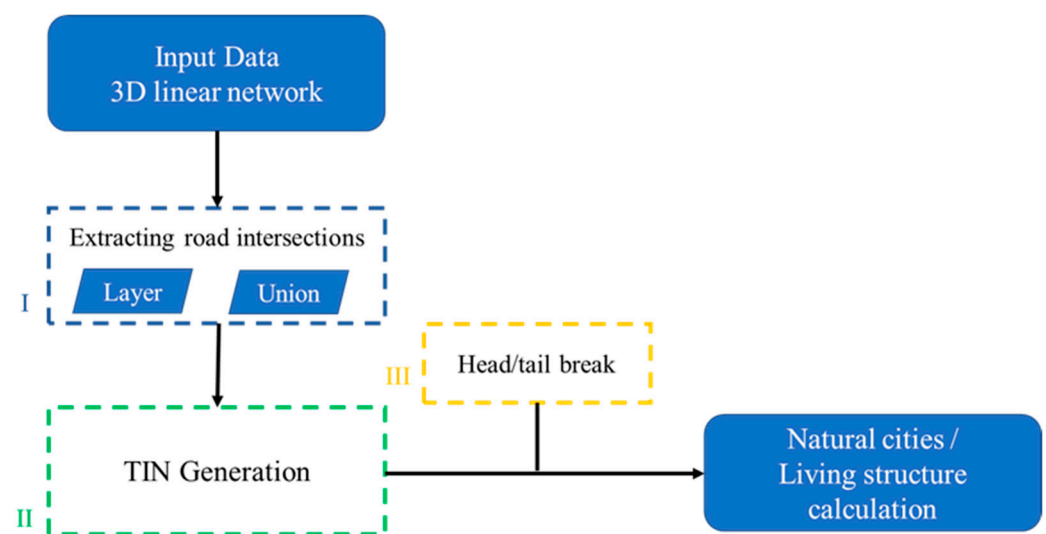 Input Data
3D linear network
Extracting road intersections
Layer
Union
I
Head/tail break
III
TIN Generation
II
Natural cities /
Living structure
calculation